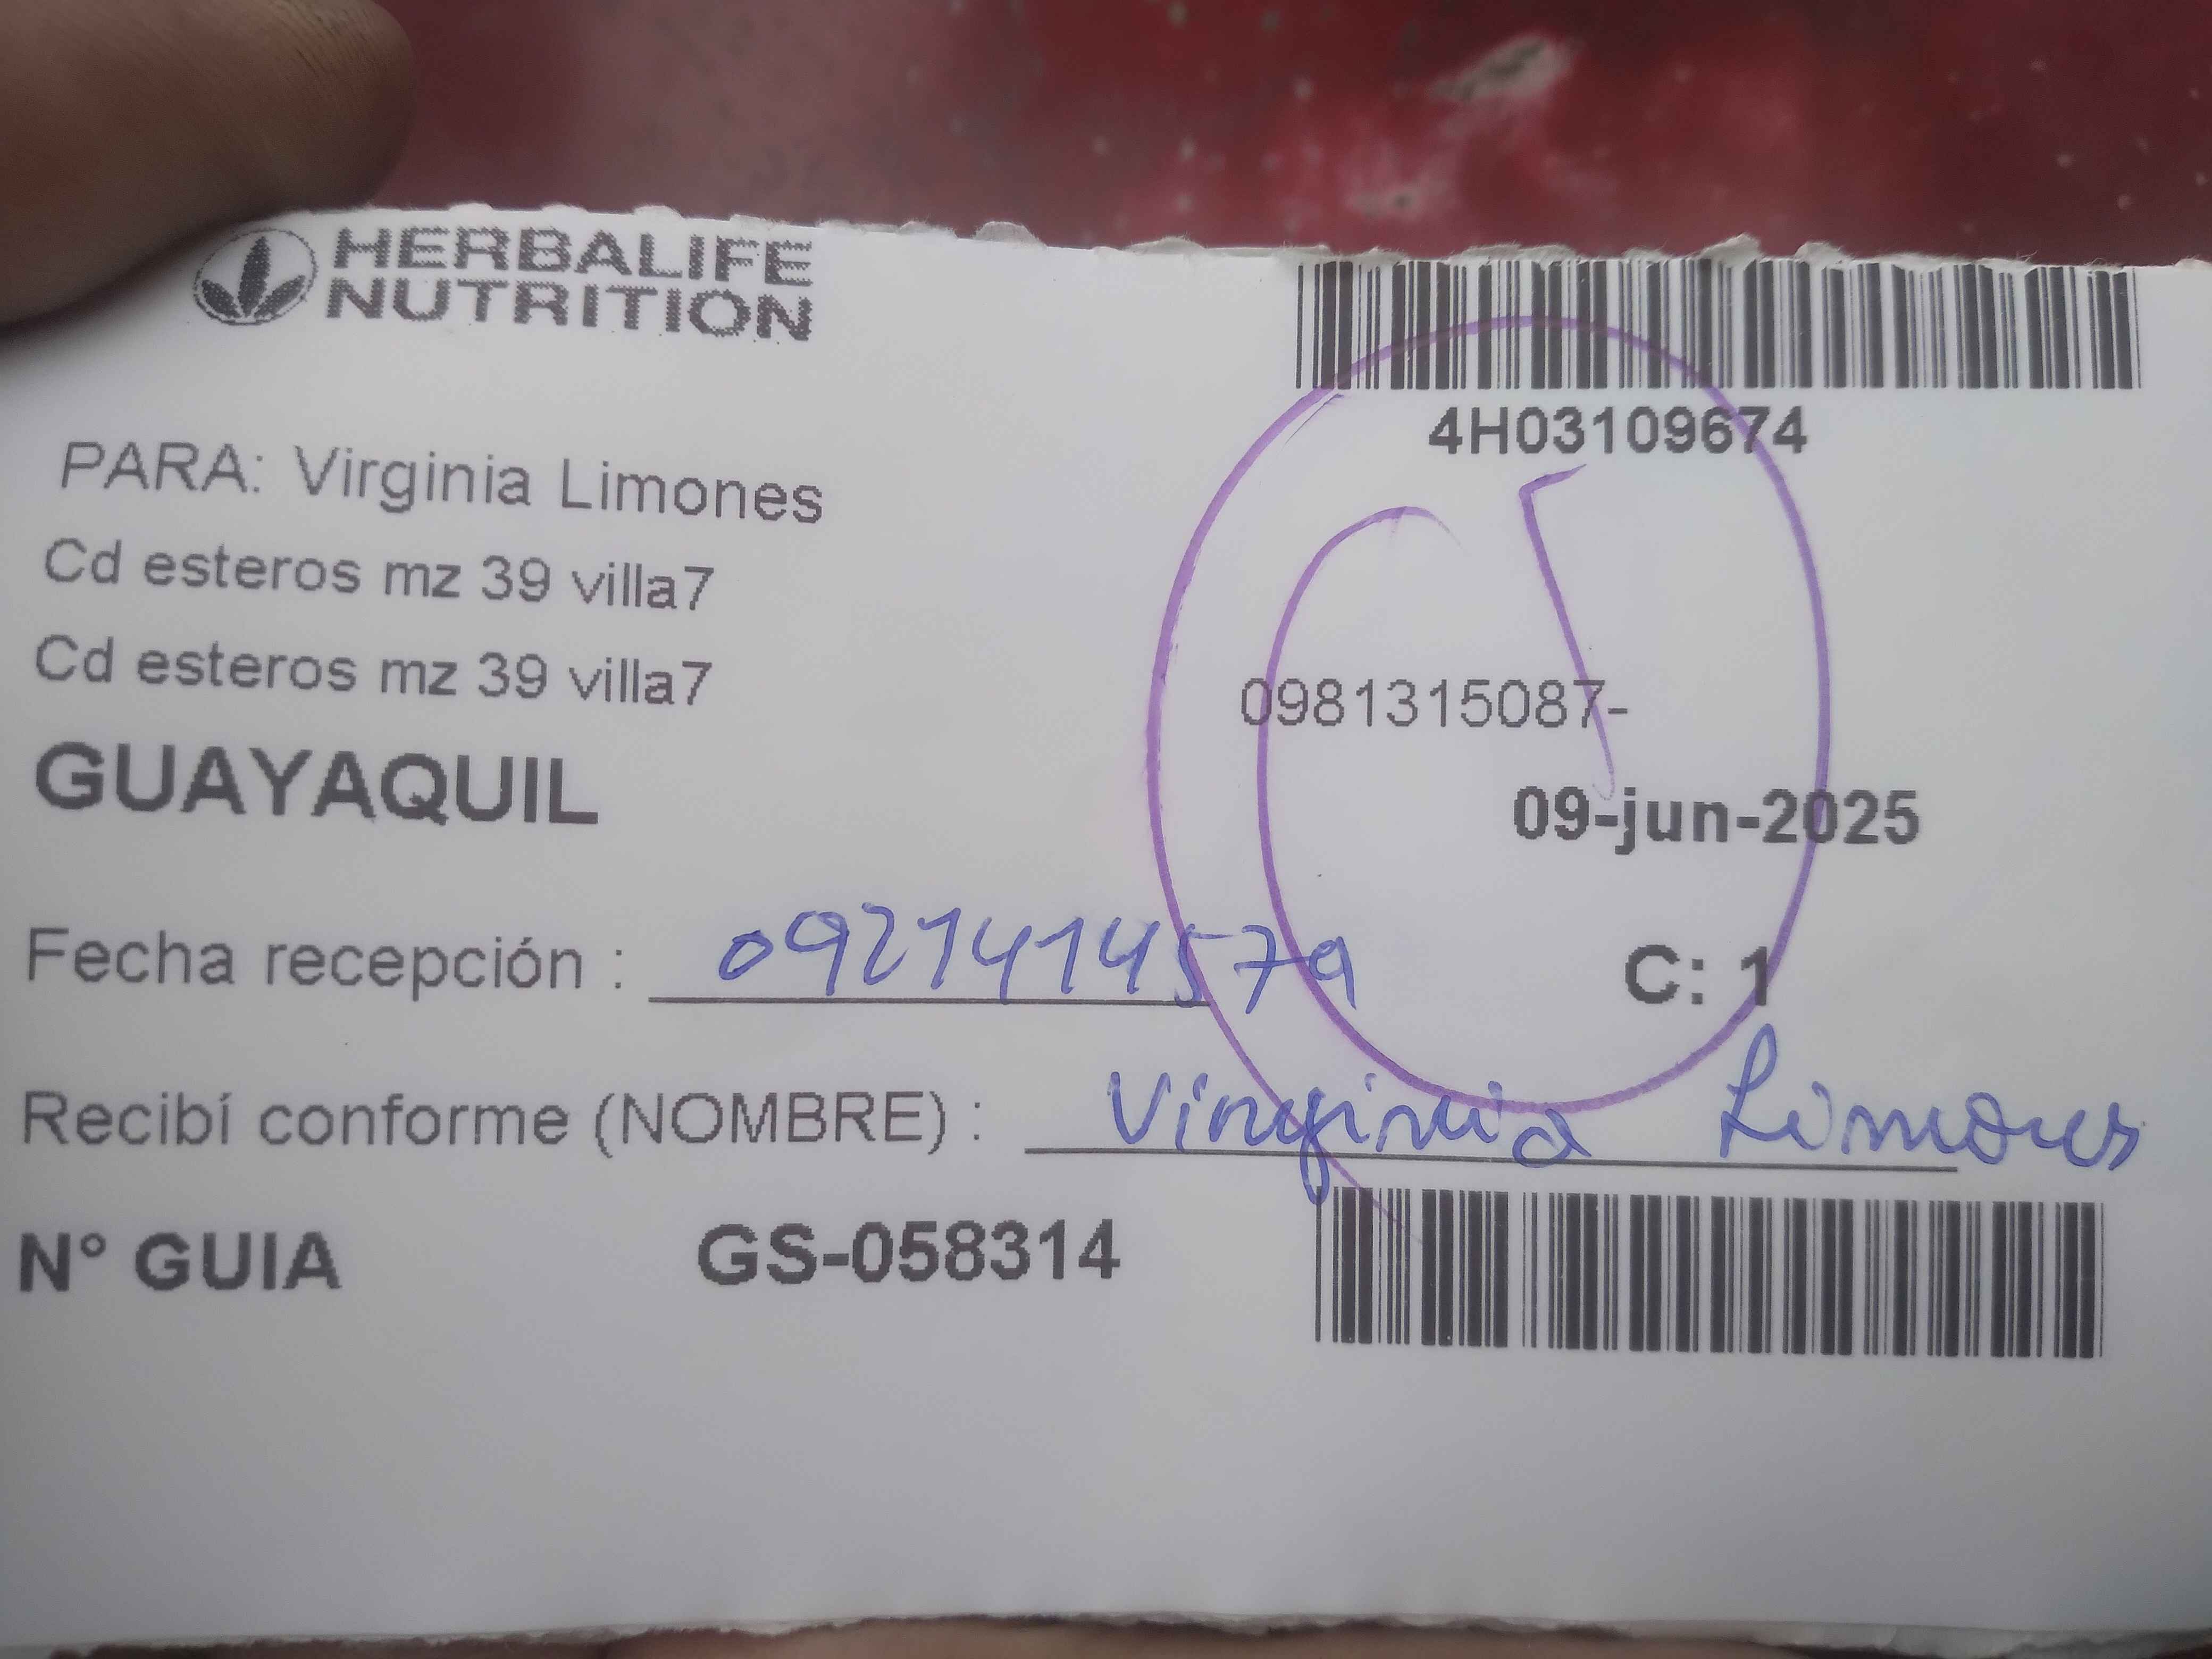 HERBALIFE
NUTRITION
4H03109674
PARA: Virginia Limones
Cd esteros mz 39 villa7
Cd esteros mz 39 villa7
0981315087-
GUAYAQUIL
09-jun-2025
Fecha recepción : 0921414579
C: 1
Recibí conforme (NOMBRE) : Virginia Limones
N° GUIA GS-058314